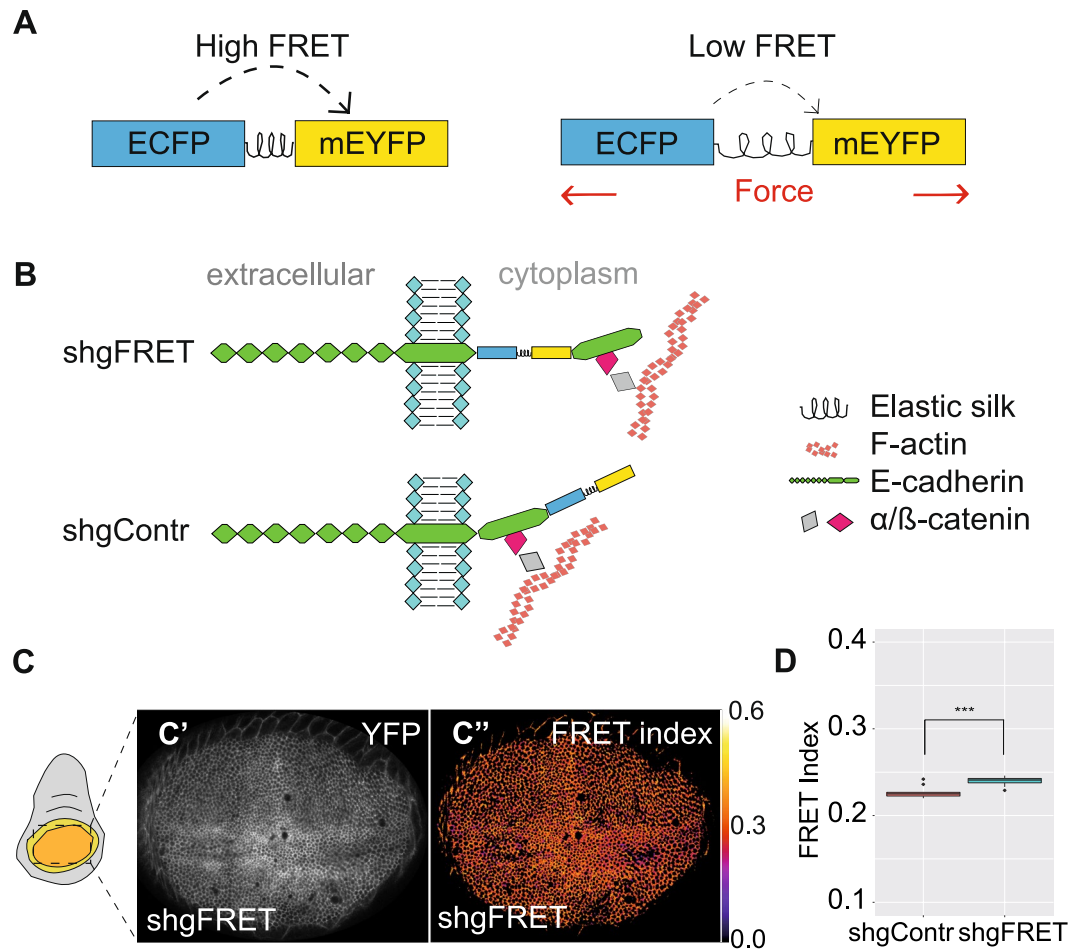 A
High FRET
Low FRET
ECFP
mEYFP
ECFP
mEYFP
Force
B
extracellular
cytoplasm
shgFRET
shgContr
Elastic silk
F-actin
E-cadherin
α/ß-catenin
C
C'
YFP
shgFRET
C''
FRET index
shgFRET
0.6
0.3
0.0
D
FRET Index
0.4
0.3
0.2
0.1
***
shgContr
shgFRET